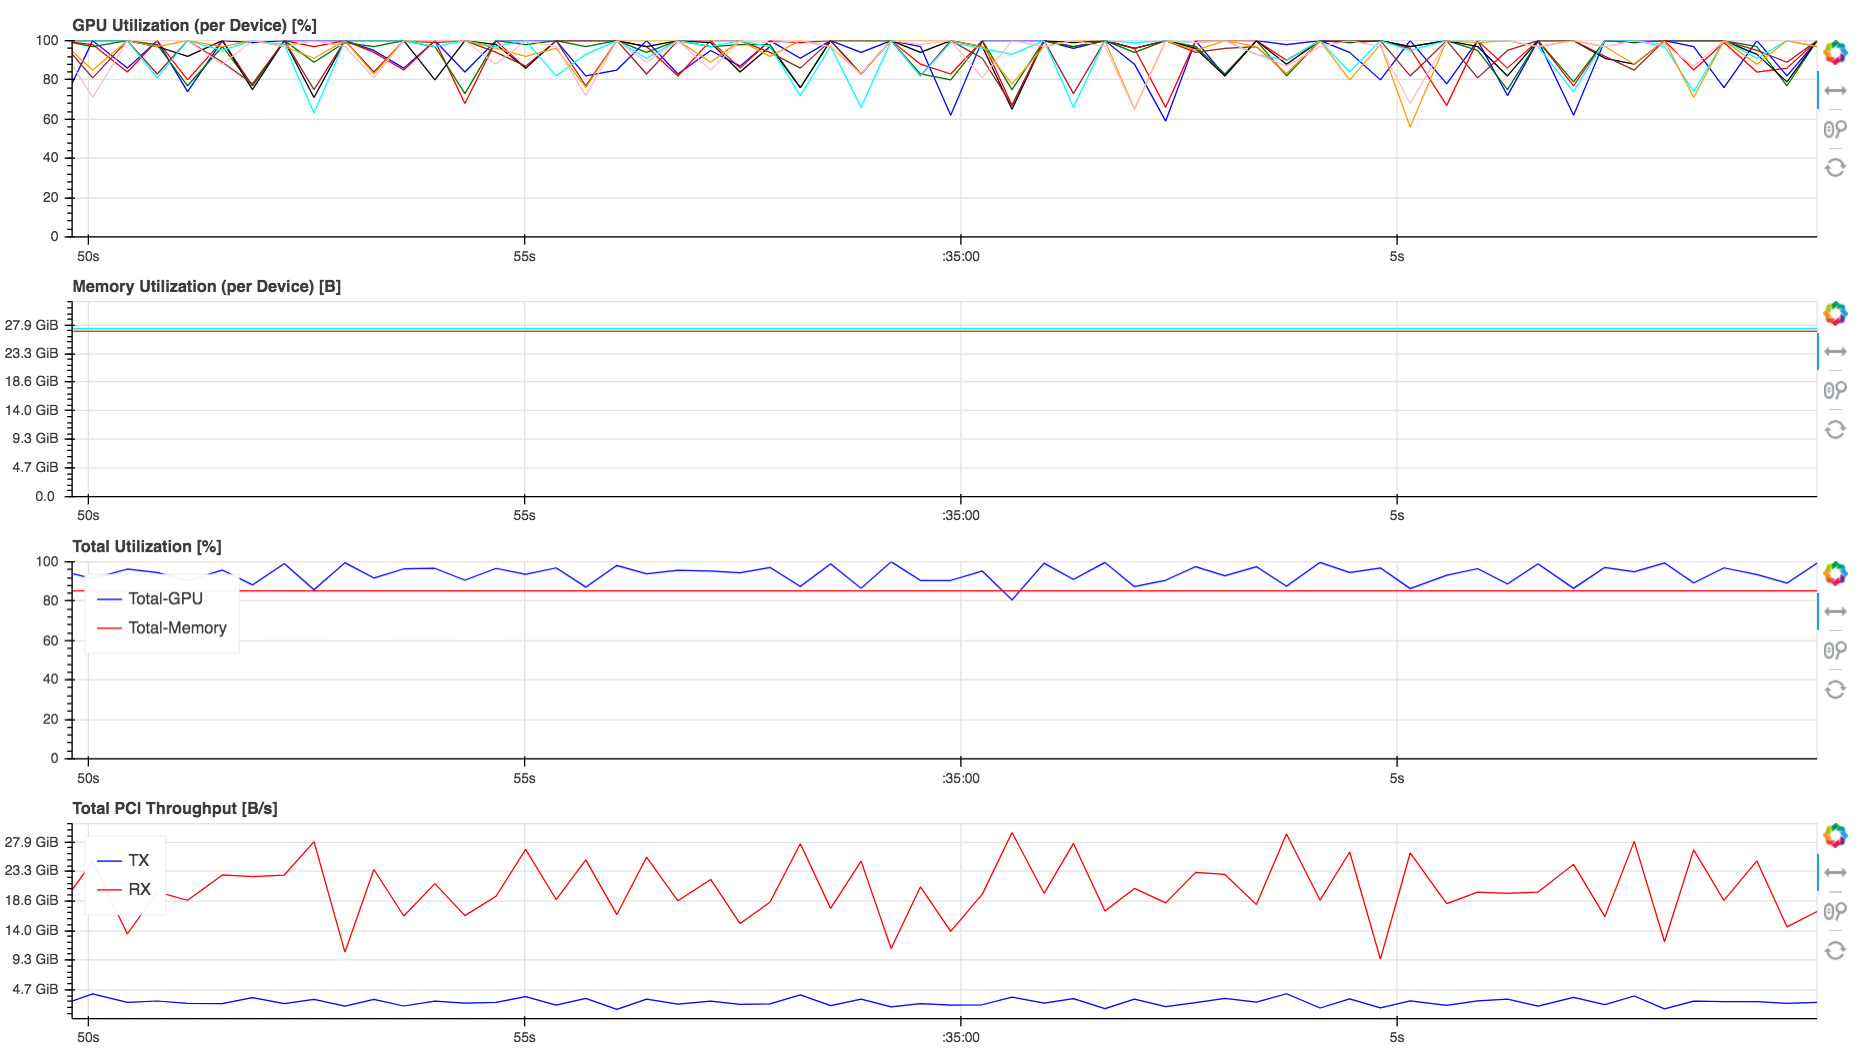 GPU Utilization (per Device) [%]
100
80
60
40
20
0
50s 55s :35:00 5s
Memory Utilization (per Device) [B]
27.9 GiB
23.3 GiB
18.6 GiB
14.0 GiB
9.3 GiB
4.7 GiB
0.0
50s 55s :35:00 5s
Total Utilization [%]
100
80
60
40
20
0
Total-GPU
Total-Memory
50s 55s :35:00 5s
Total PCI Throughput [B/s]
27.9 GiB
23.3 GiB
18.6 GiB
14.0 GiB
9.3 GiB
4.7 GiB
TX
RX
50s 55s :35:00 5s